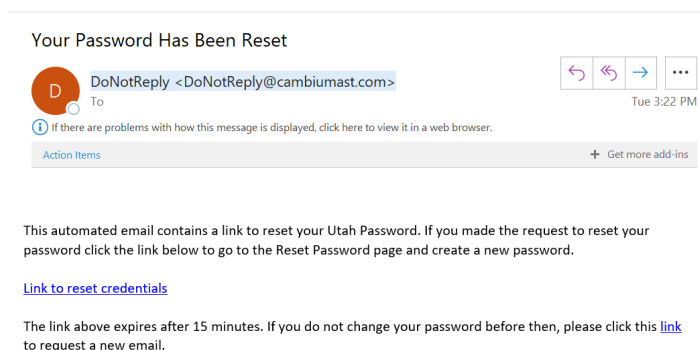 Your Password Has Been Reset
D
DoNotReply <DoNotReply@cambiumast.com>
To
Tue 3:22 PM
If there are problems with how this message is displayed, click here to view it in a web browser.
Action Items
+ Get more add-ins
This automated email contains a link to reset your Utah Password. If you made the request to reset your
password click the link below to go to the Reset Password page and create a new password.
Link to reset credentials
The link above expires after 15 minutes. If you do not change your password before then, please click this link
to request a new email.